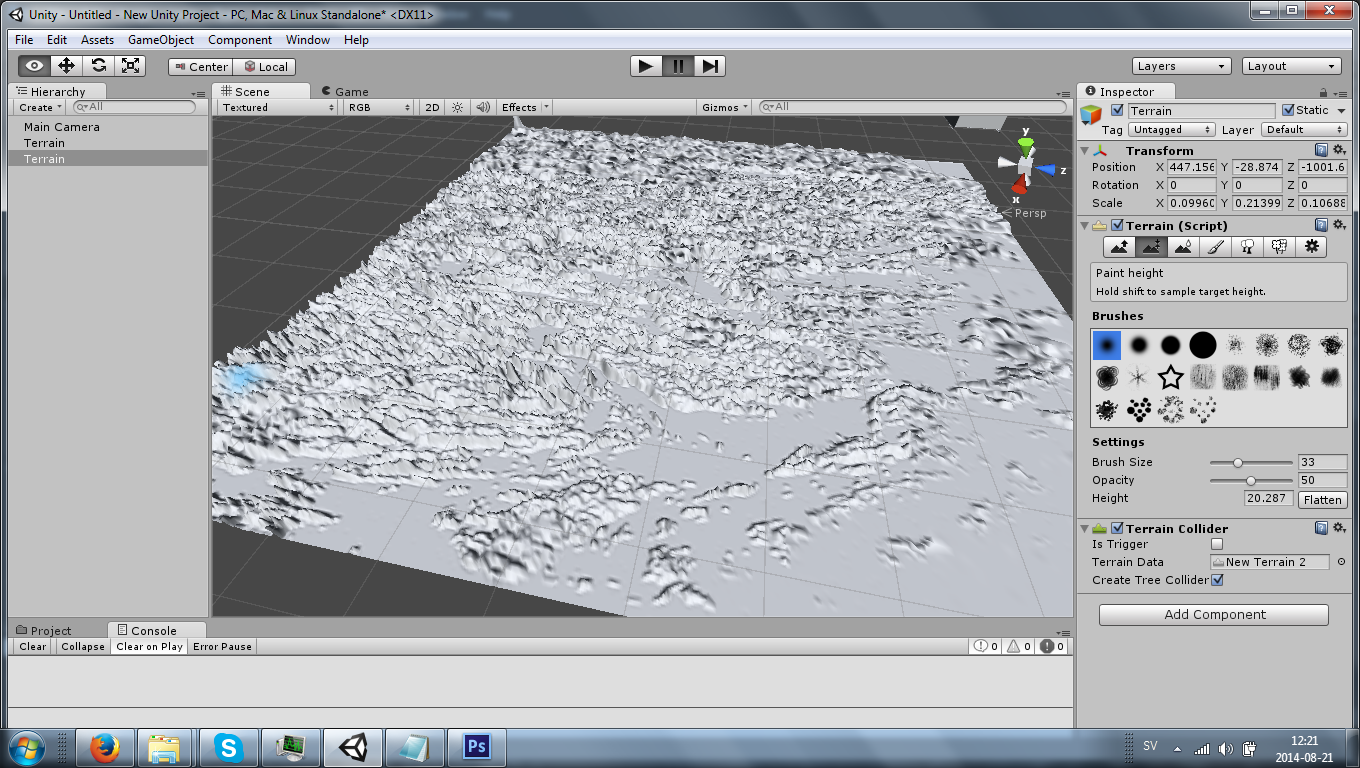 Unity - Untitled - New Unity Project - PC, Mac & Linux Standalone* <DX11>
File Edit Assets GameObject Component Window Help
Center Local
Layers Layout
Hierarchy
Create All
Main Camera
Terrain
Terrain
Scene Game
Textured RGB 2D Effects Gizmos All
y
z
x
Persp
Inspector
Terrain Static
Tag Untagged Layer Default
Transform
Position X 447.156 Y -28.874 Z -1001.6
Rotation X 0 Y 0 Z 0
Scale X 0.09960 Y 0.21399 Z 0.10688
Terrain (Script)
Paint height
Hold shift to sample target height.
Brushes
Settings
Brush Size 33
Opacity 50
Height 20.287 Flatten
Terrain Collider
Is Trigger
Terrain Data New Terrain 2
Create Tree Collider
Add Component
Project Console
Clear Collapse Clear on Play Error Pause 0 0 0
Ps
SV
12:21
2014-08-21